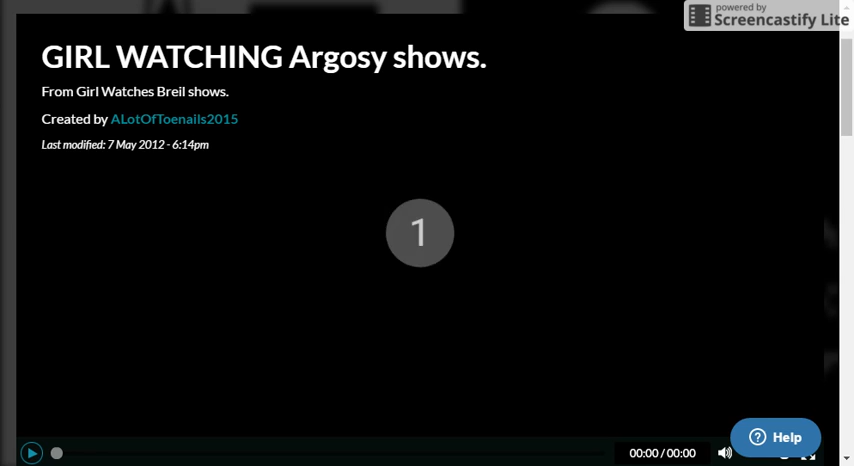 powered by
Screencastify Lite
GIRL WATCHING Argosy shows.
From Girl Watches Breil shows.
Created by ALotOfToenails2015
Last modified: 7 May 2012 - 6:14pm
1
00:00 / 00:00
Help